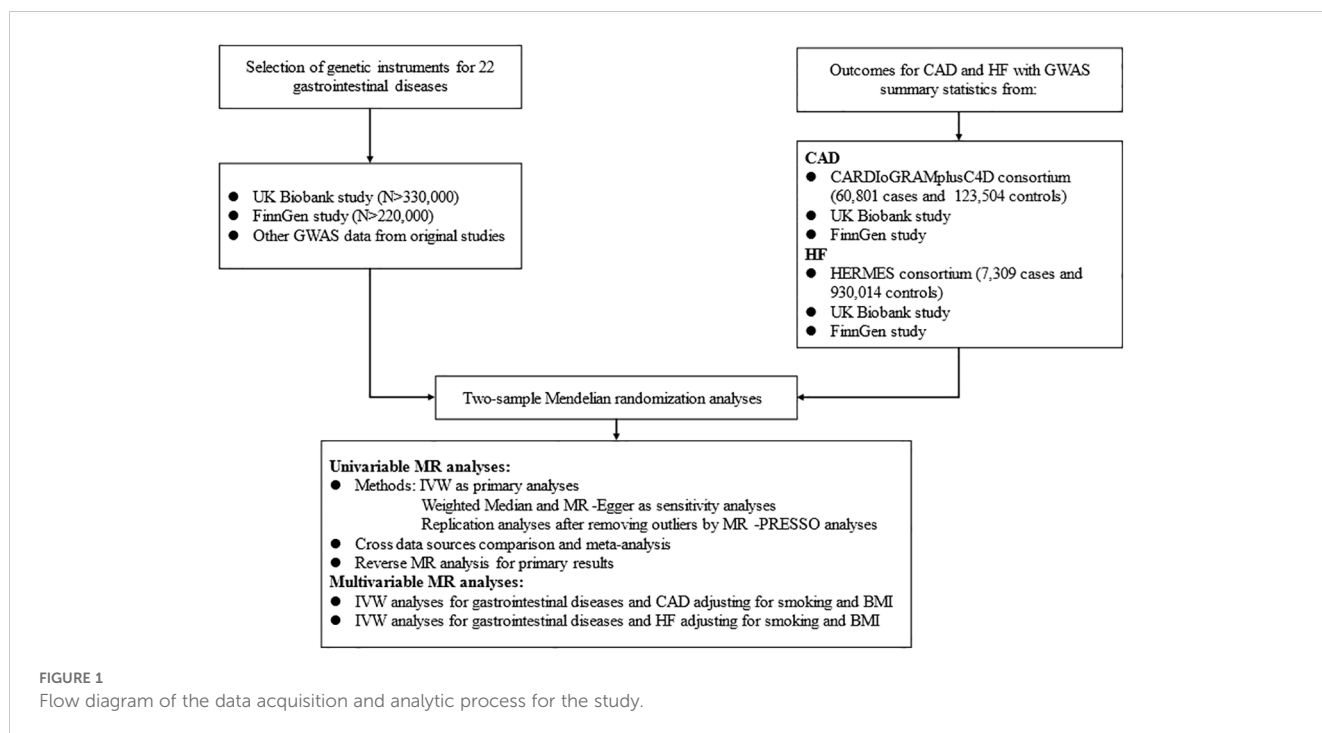 Selection of genetic instruments for 22
gastrointestinal diseases
● UK Biobank study (N>330,000)
● FinnGen study (N>220,000)
● Other GWAS data from original studies
Outcomes for CAD and HF with GWAS
summary statistics from:
CAD
● CARDIoGRAMplusC4D consortium
(60,801 cases and 123,504 controls)
● UK Biobank study
● FinnGen study
HF
● HERMES consortium (7,309 cases and
930,014 controls)
● UK Biobank study
● FinnGen study
Two-sample Mendelian randomization analyses
Univariable MR analyses:
● Methods: IVW as primary analyses
Weighted Median and MR -Egger as sensitivity analyses
Replication analyses after removing outliers by MR -PRESSO analyses
● Cross data sources comparison and meta-analysis
● Reverse MR analysis for primary results
Multivariable MR analyses:
● IVW analyses for gastrointestinal diseases and CAD adjusting for smoking and BMI
● IVW analyses for gastrointestinal diseases and HF adjusting for smoking and BMI
FIGURE 1
Flow diagram of the data acquisition and analytic process for the study.